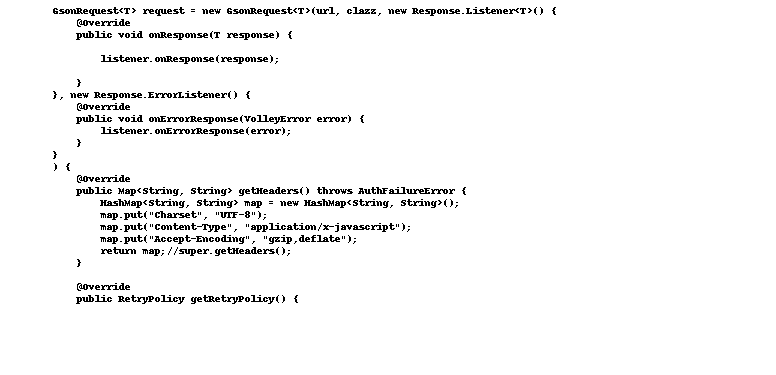 GsonRequest<T> request = new GsonRequest<T>(url, clazz, new Response.Listener<T>() {
    @Override
    public void onResponse(T response) {

        listener.onResponse(response);

    }
}, new Response.ErrorListener() {
    @Override
    public void onErrorResponse(VolleyError error) {
        listener.onErrorResponse(error);
    }
}
) {
    @Override
    public Map<String, String> getHeaders() throws AuthFailureError {
        HashMap<String, String> map = new HashMap<String, String>();
        map.put("Charset", "UTF-8");
        map.put("Content-Type", "application/x-javascript");
        map.put("Accept-Encoding", "gzip,deflate");
        return map;//super.getHeaders();
    }

    @Override
    public RetryPolicy getRetryPolicy() {